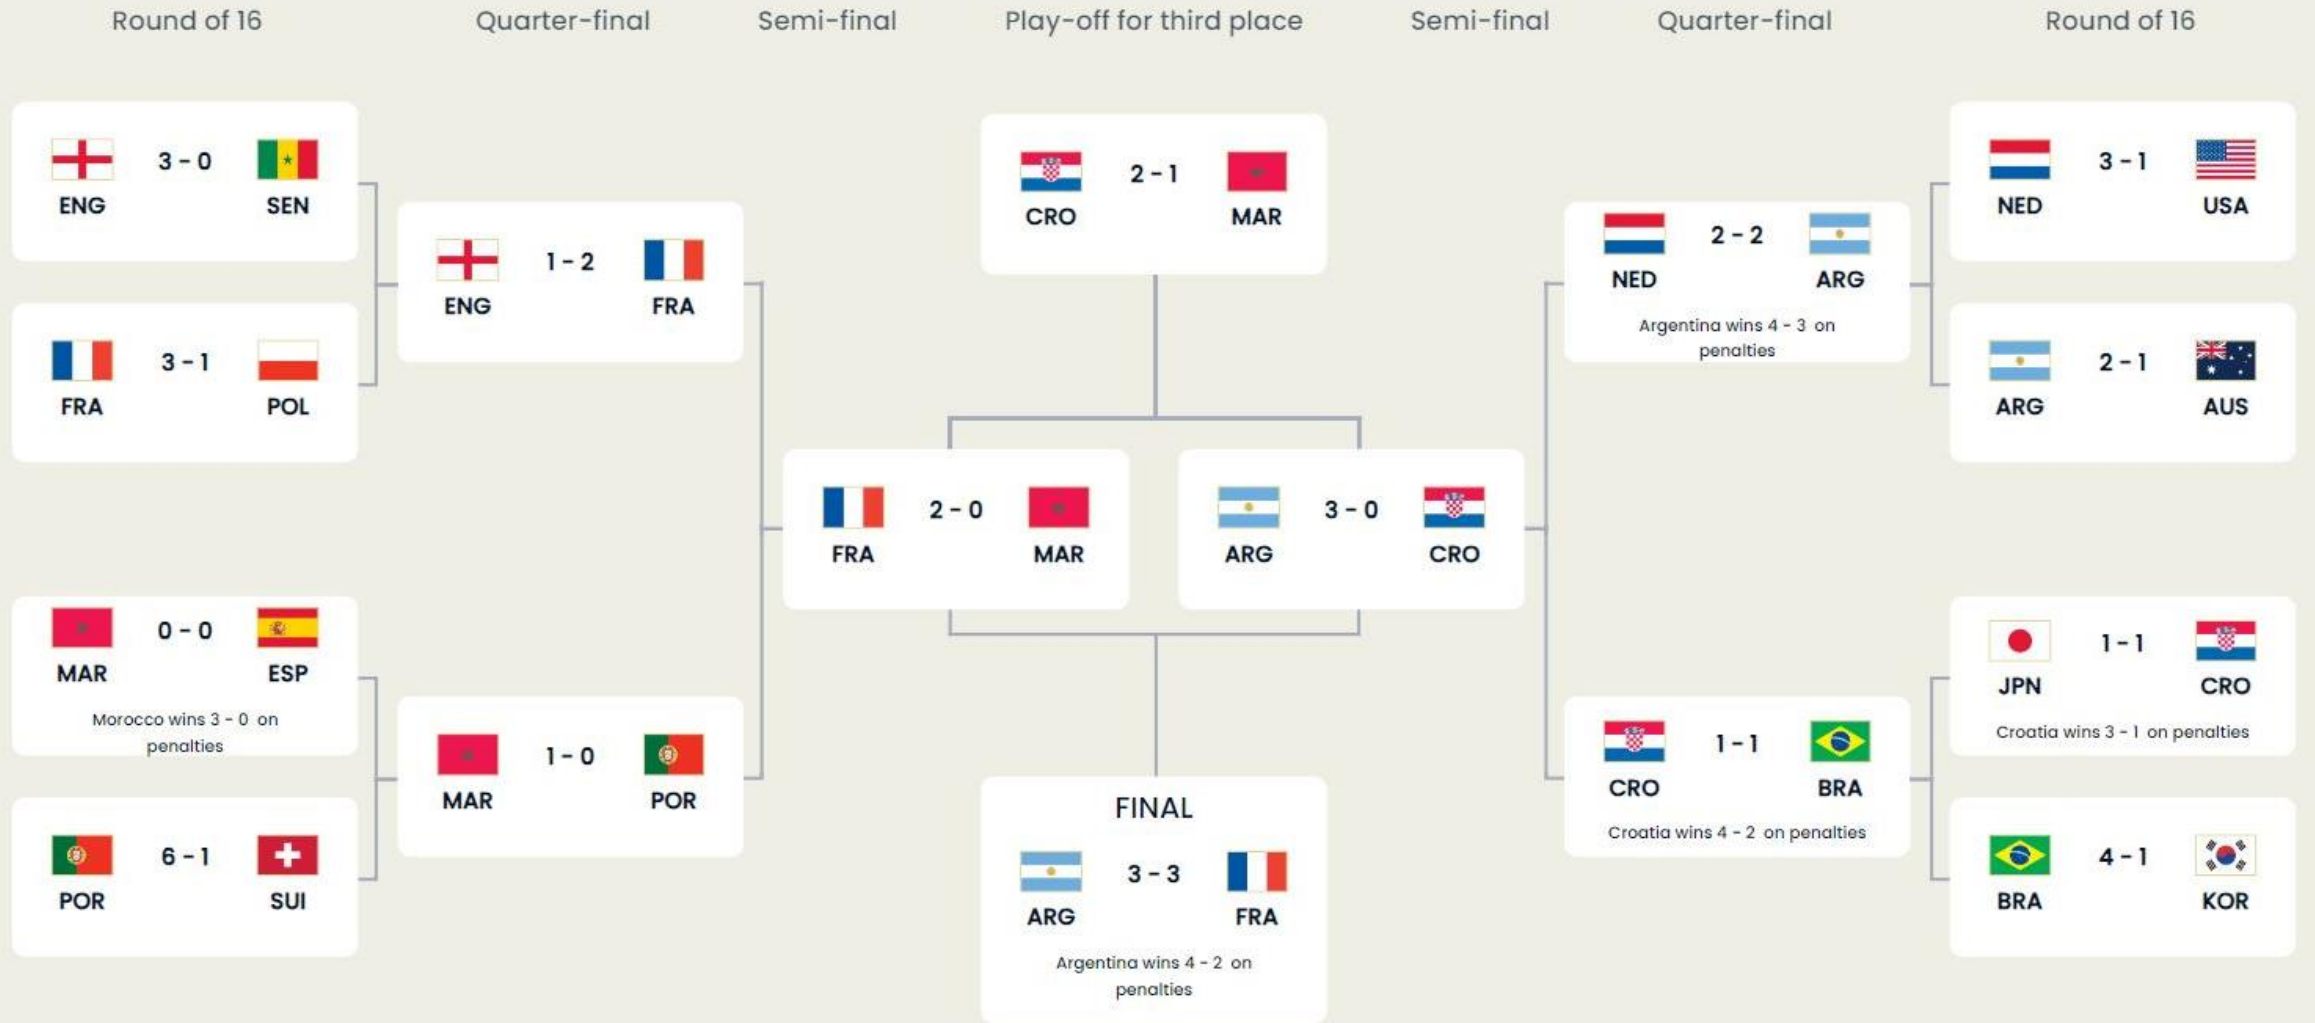 Round of 16
Quarter-final
Semi-final
Play-off for third place
Semi-final
Quarter-final
Round of 16
3 - 0
ENG SEN
3 - 1
FRA POL
0 - 0
MAR ESP
Morocco wins 3 - 0 on
penalties
6 - 1
POR SUI
1 - 2
ENG FRA
1 - 0
MAR POR
2 - 0
FRA MAR
2 - 1
CRO MAR
3 - 0
ARG CRO
FINAL
3 - 3
ARG FRA
Argentina wins 4 - 2 on
penalties
2 - 2
NED ARG
Argentina wins 4 - 3 on
penalties
1 - 1
CRO BRA
Croatia wins 4 - 2 on penalties
3 - 1
NED USA
2 - 1
ARG AUS
1 - 1
JPN CRO
Croatia wins 3 - 1 on penalties
4 - 1
BRA KOR